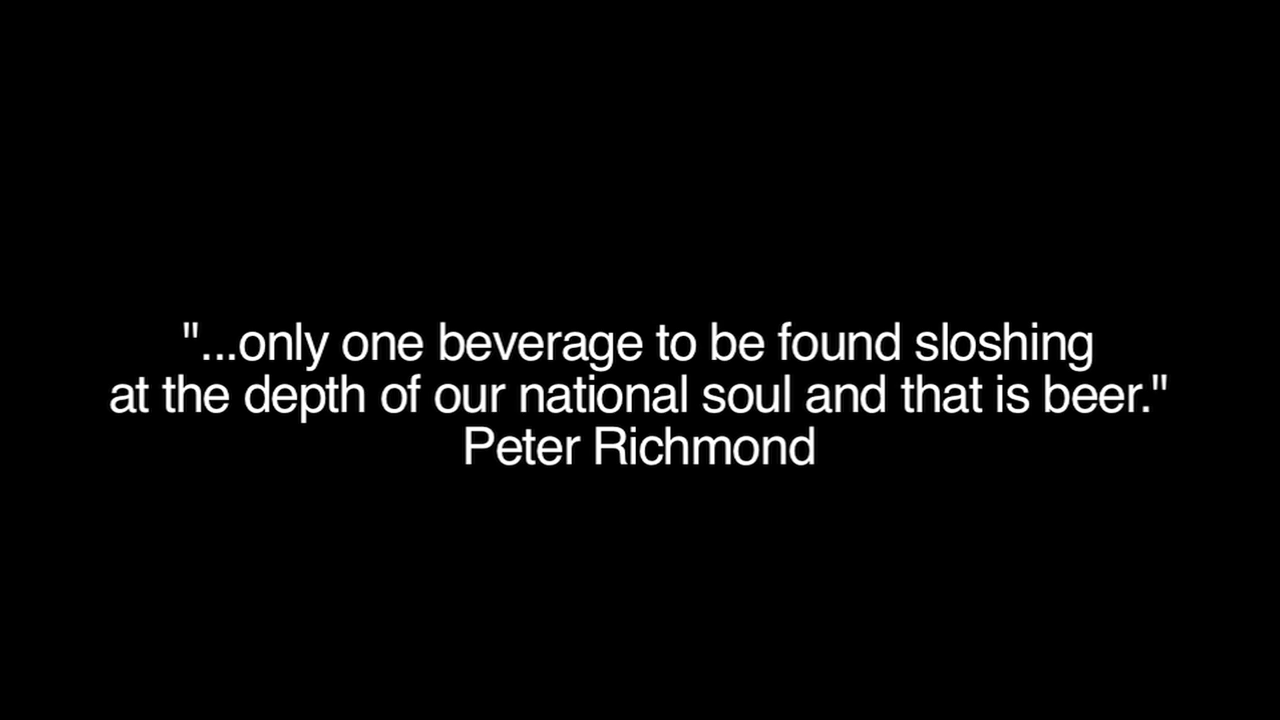 "...only one beverage to be found sloshing
at the depth of our national soul and that is beer."
Peter Richmond